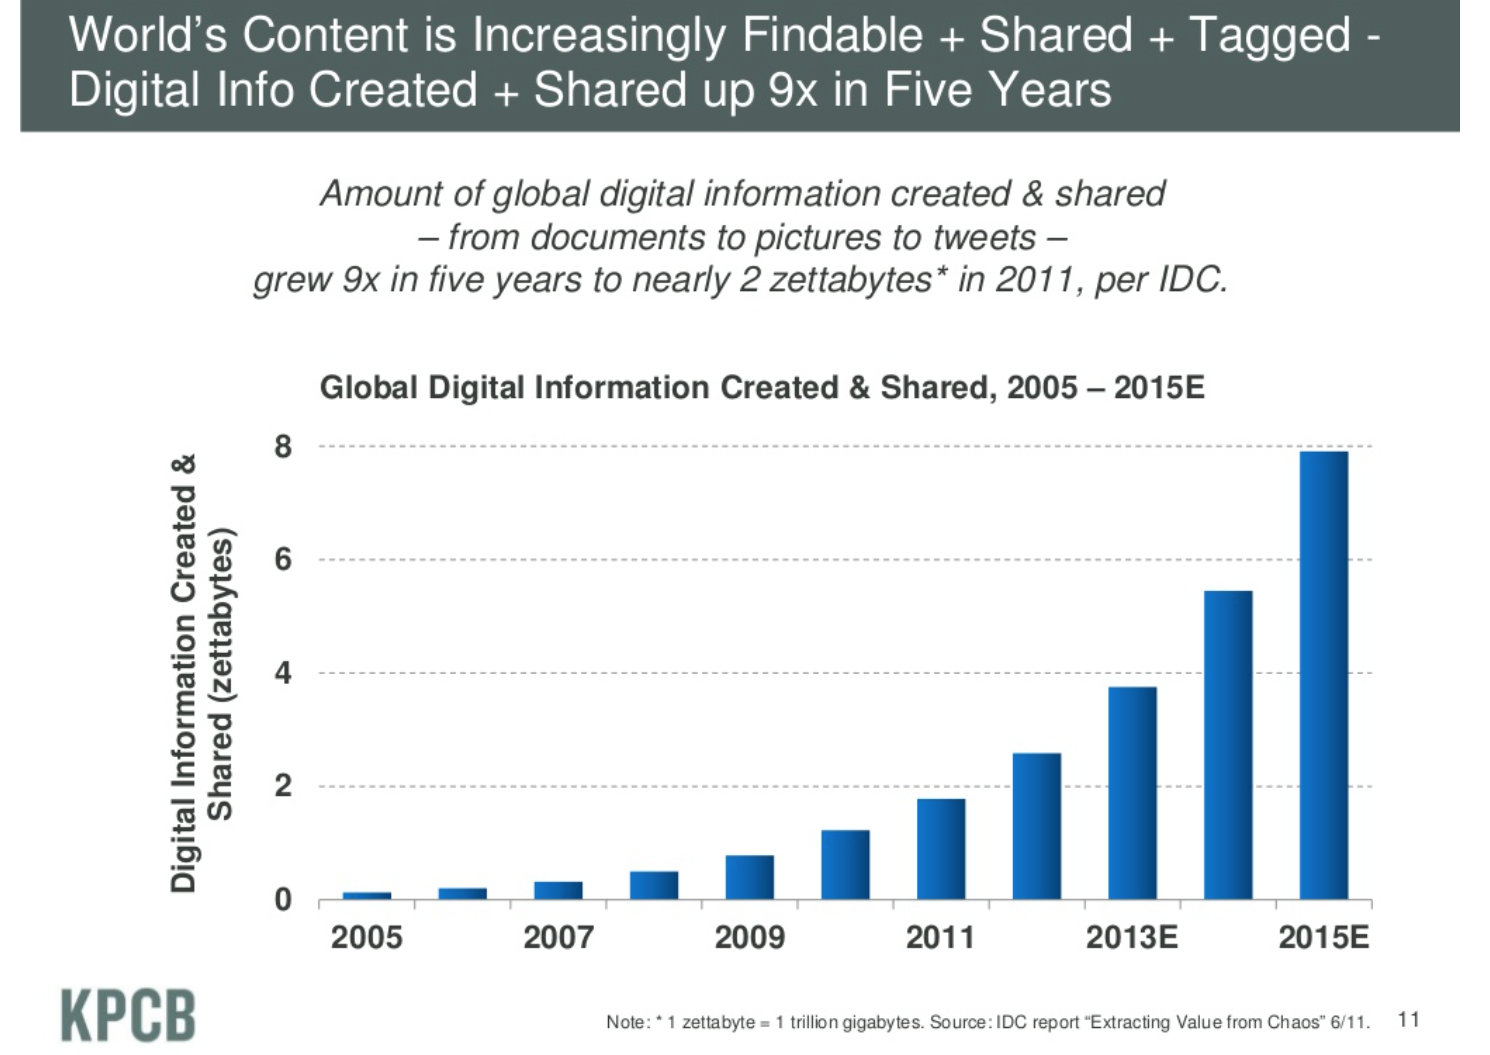 World's Content is Increasingly Findable + Shared + Tagged -
Digital Info Created + Shared up 9x in Five Years
Amount of global digital information created & shared
– from documents to pictures to tweets –
grew 9x in five years to nearly 2 zettabytes* in 2011, per IDC.
Global Digital Information Created & Shared, 2005 – 2015E
Digital Information Created &
Shared (zettabytes)
8
6
4
2
0
2005 2007 2009 2011 2013E 2015E
KPCB
Note: * 1 zettabyte = 1 trillion gigabytes. Source: IDC report “Extracting Value from Chaos” 6/11. 11